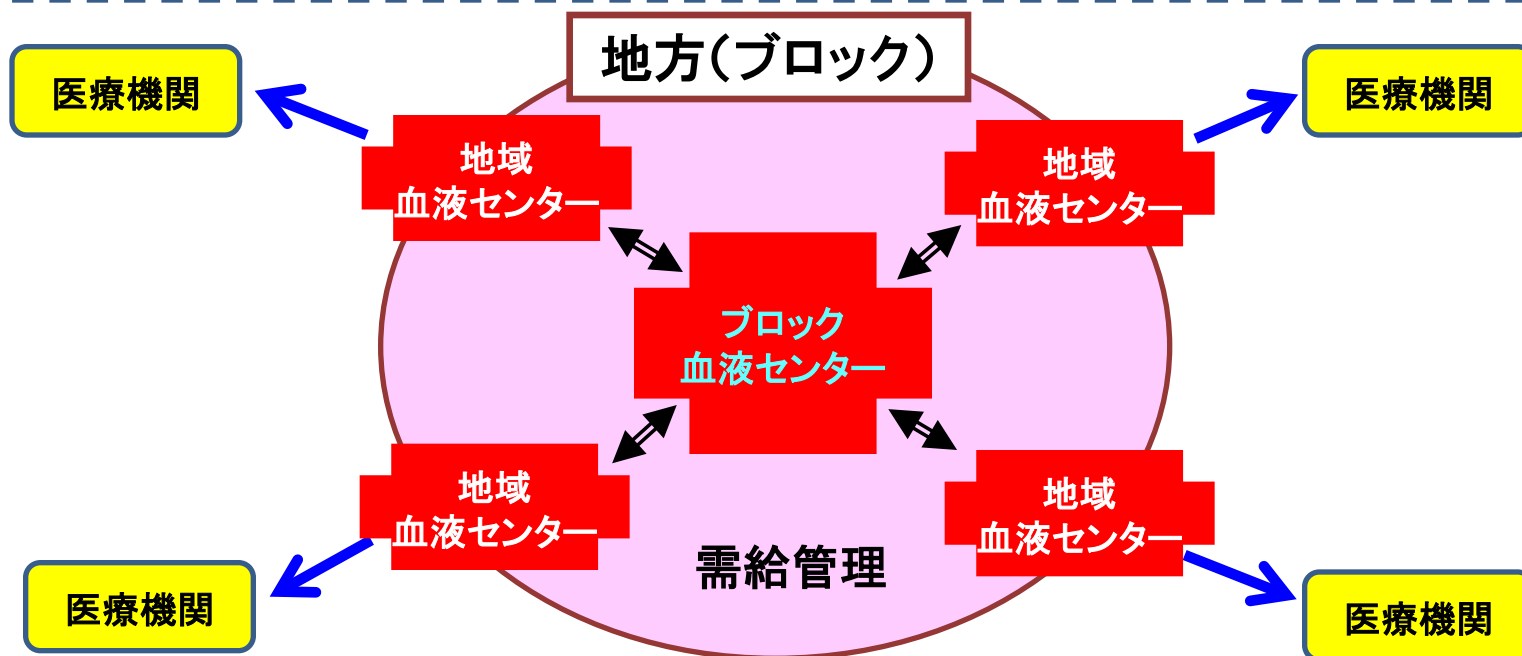 地方（ブロック）
医療機関
医療機関
地域
血液センター
地域
血液センター
ブロック
血液センター
地域
血液センター
地域
血液センター
需給管理
医療機関
医療機関